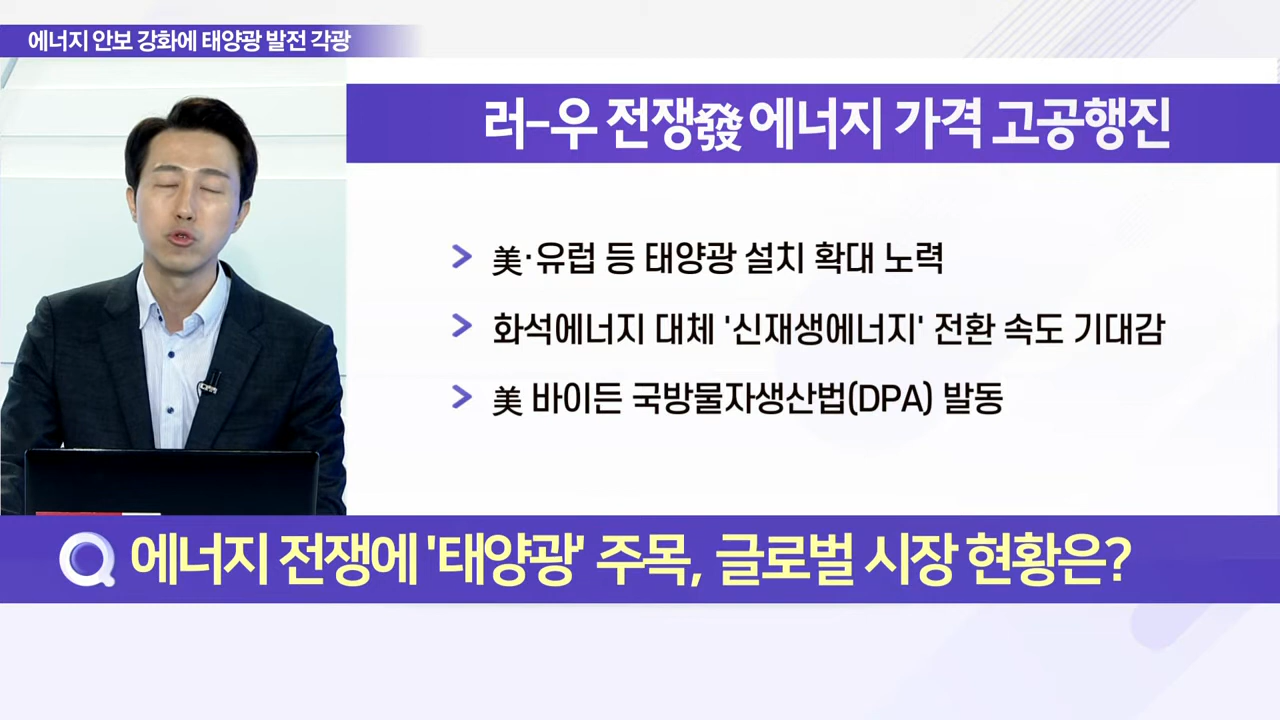 에너지 안보 강화에 태양광 발전 각광
러-우 전쟁發 에너지 가격 고공행진
> 美·유럽 등 태양광 설치 확대 노력
> 화석에너지 대체 '신재생에너지' 전환 속도 기대감
> 美 바이든 국방물자생산법(DPA) 발동
Q 에너지 전쟁에 '태양광' 주목, 글로벌 시장 현황은?